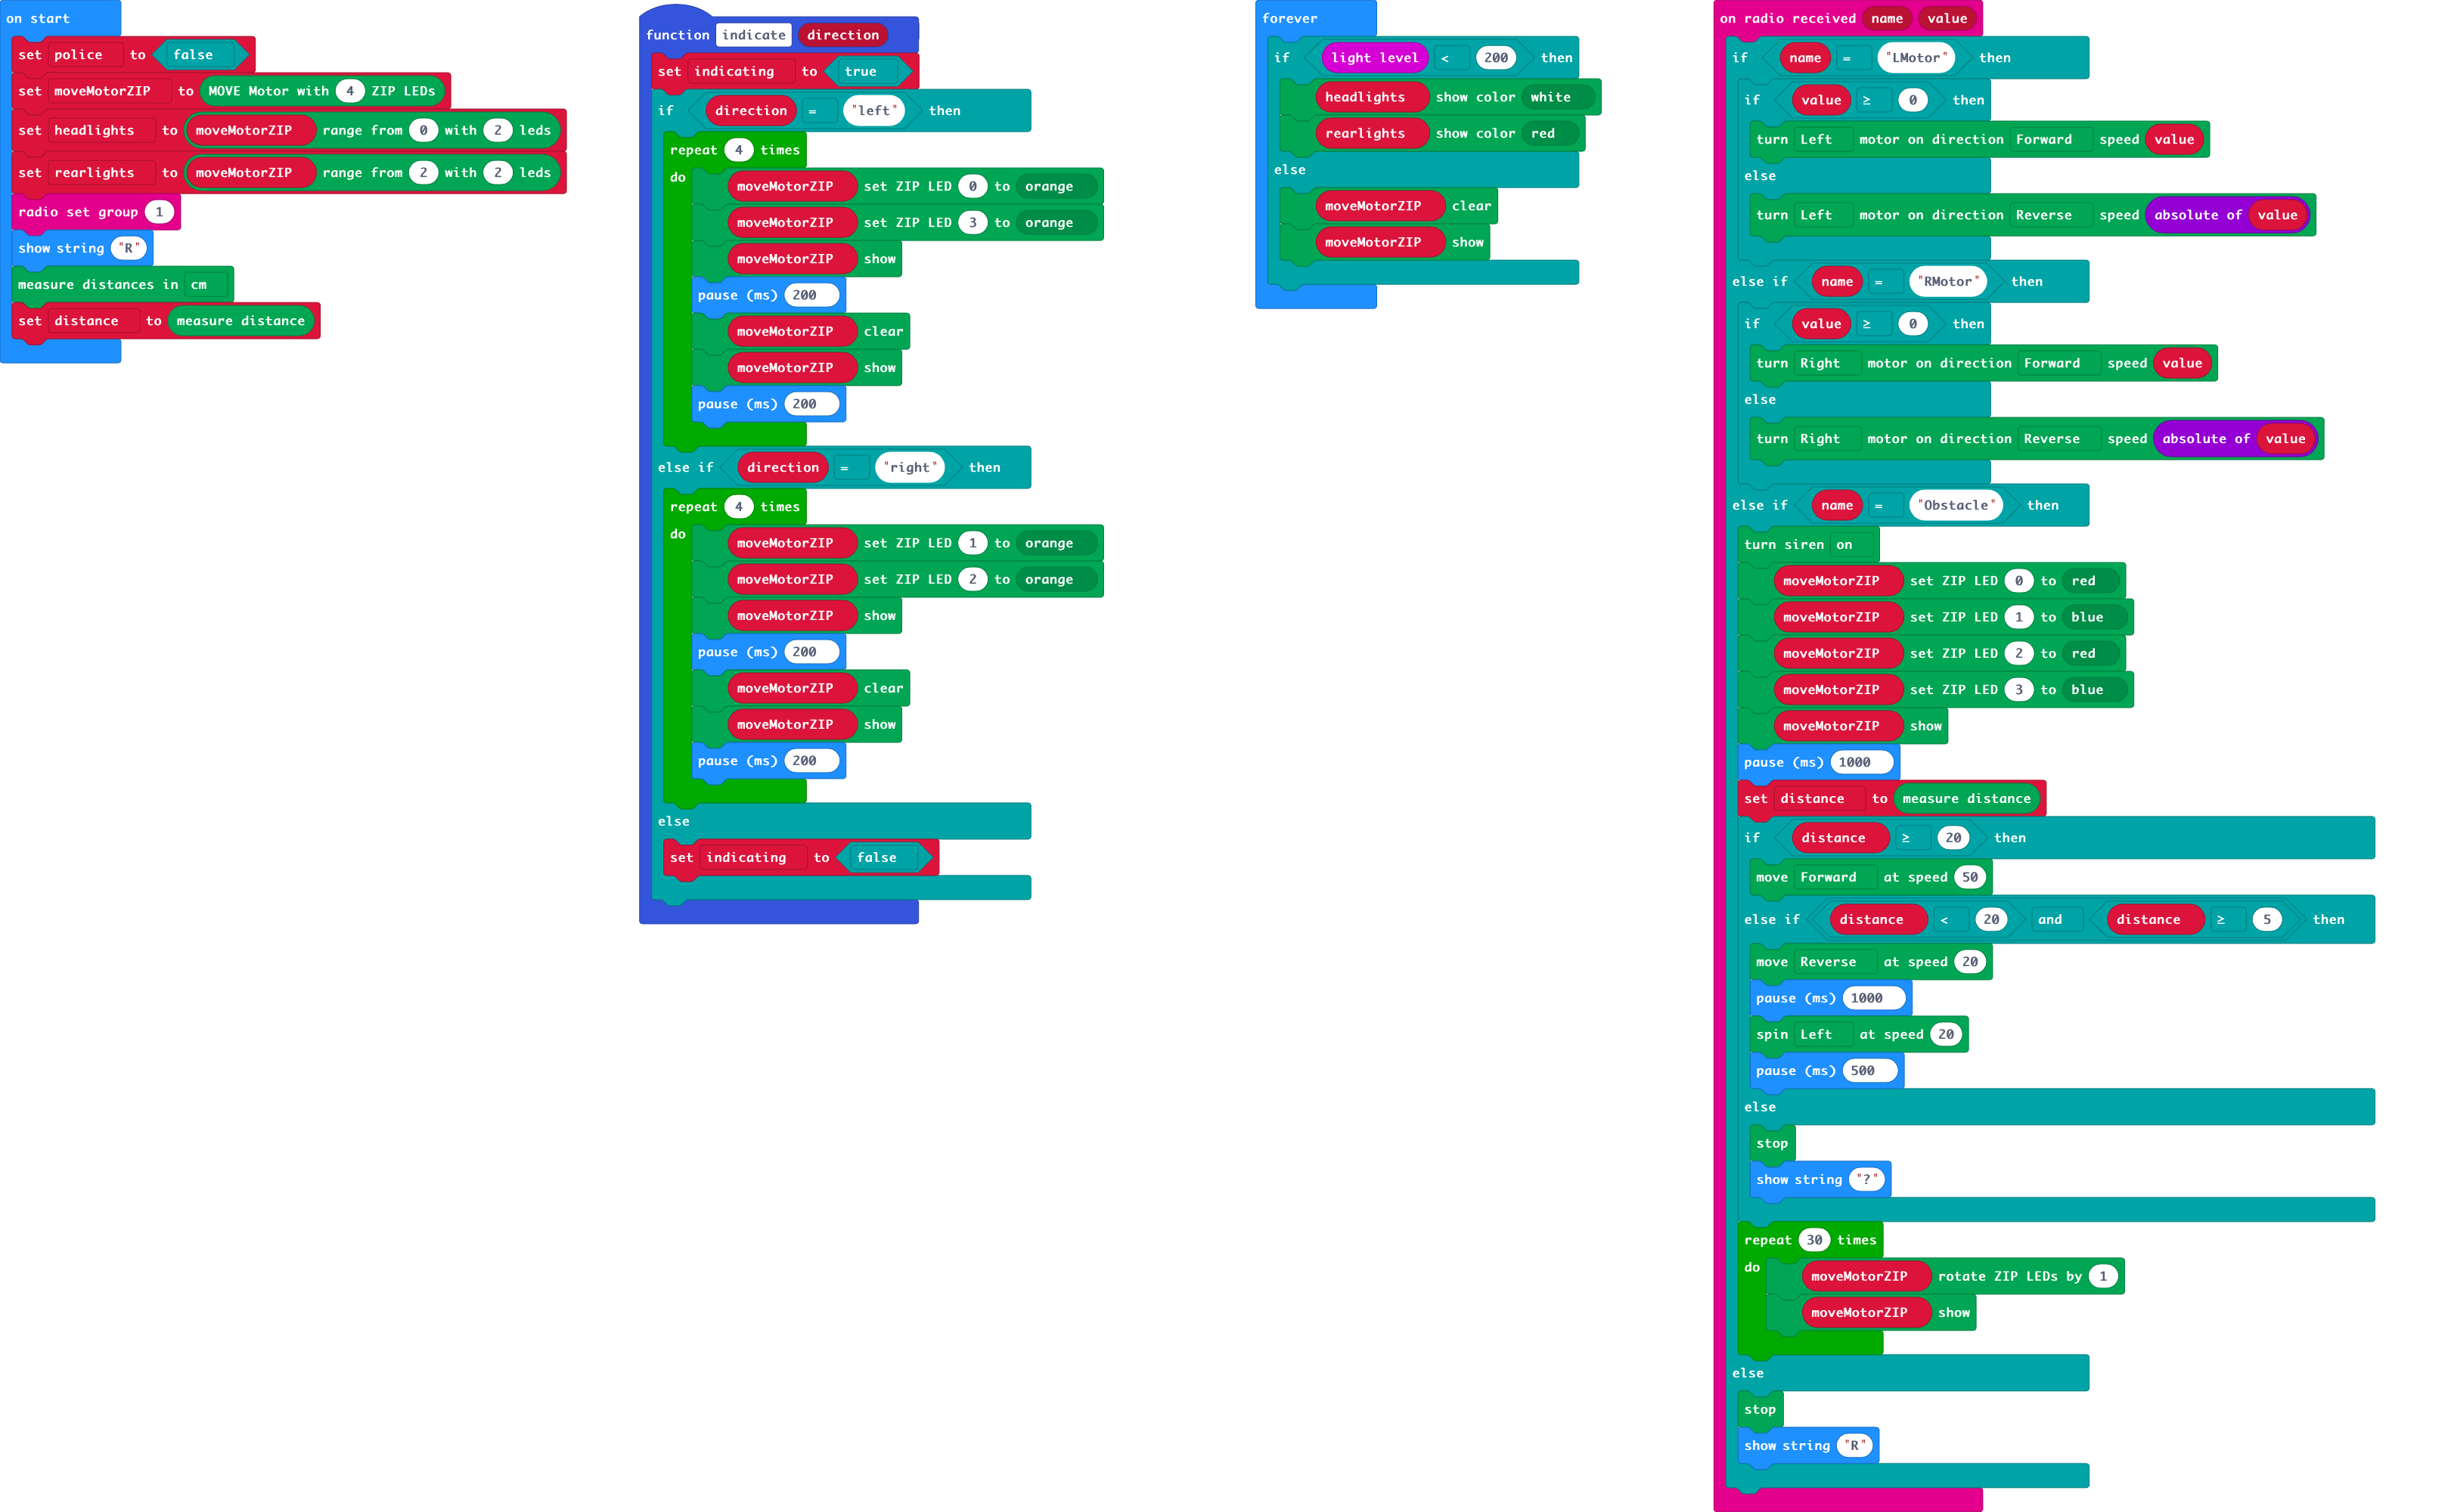 on start
set police to false
set moveMotorZIP to MOVE Motor with 4 ZIP LEDs
set headlights to moveMotorZIP range from 0 with 2 leds
set rearlights to moveMotorZIP range from 2 with 2 leds
radio set group 1
show string "R"
measure distances in cm
set distance to measure distance
function indicate direction
set indicating to true
if direction = "left" then
repeat 4 times
do moveMotorZIP set ZIP LED 0 to orange
moveMotorZIP set ZIP LED 3 to orange
moveMotorZIP show
pause (ms) 200
moveMotorZIP clear
moveMotorZIP show
pause (ms) 200
else if direction = "right" then
repeat 4 times
do moveMotorZIP set ZIP LED 1 to orange
moveMotorZIP set ZIP LED 2 to orange
moveMotorZIP show
pause (ms) 200
moveMotorZIP clear
moveMotorZIP show
pause (ms) 200
else
set indicating to false
forever
if light level < 200 then
headlights show color white
rearlights show color red
else
moveMotorZIP clear
moveMotorZIP show
on radio received name value
if name = "LMotor" then
if value ≥ 0 then
turn Left motor on direction Forward speed value
else
turn Left motor on direction Reverse speed absolute of value
else if name = "RMotor" then
if value ≥ 0 then
turn Right motor on direction Forward speed value
else
turn Right motor on direction Reverse speed absolute of value
else if name = "Obstacle" then
turn siren on
moveMotorZIP set ZIP LED 0 to red
moveMotorZIP set ZIP LED 1 to blue
moveMotorZIP set ZIP LED 2 to red
moveMotorZIP set ZIP LED 3 to blue
moveMotorZIP show
pause (ms) 1000
set distance to measure distance
if distance ≥ 20 then
move Forward at speed 50
else if distance < 20 and distance ≥ 5 then
move Reverse at speed 20
pause (ms) 1000
spin Left at speed 20
pause (ms) 500
else
stop
show string "?"
repeat 30 times
do moveMotorZIP rotate ZIP LEDs by 1
moveMotorZIP show
else
stop
show string "R"